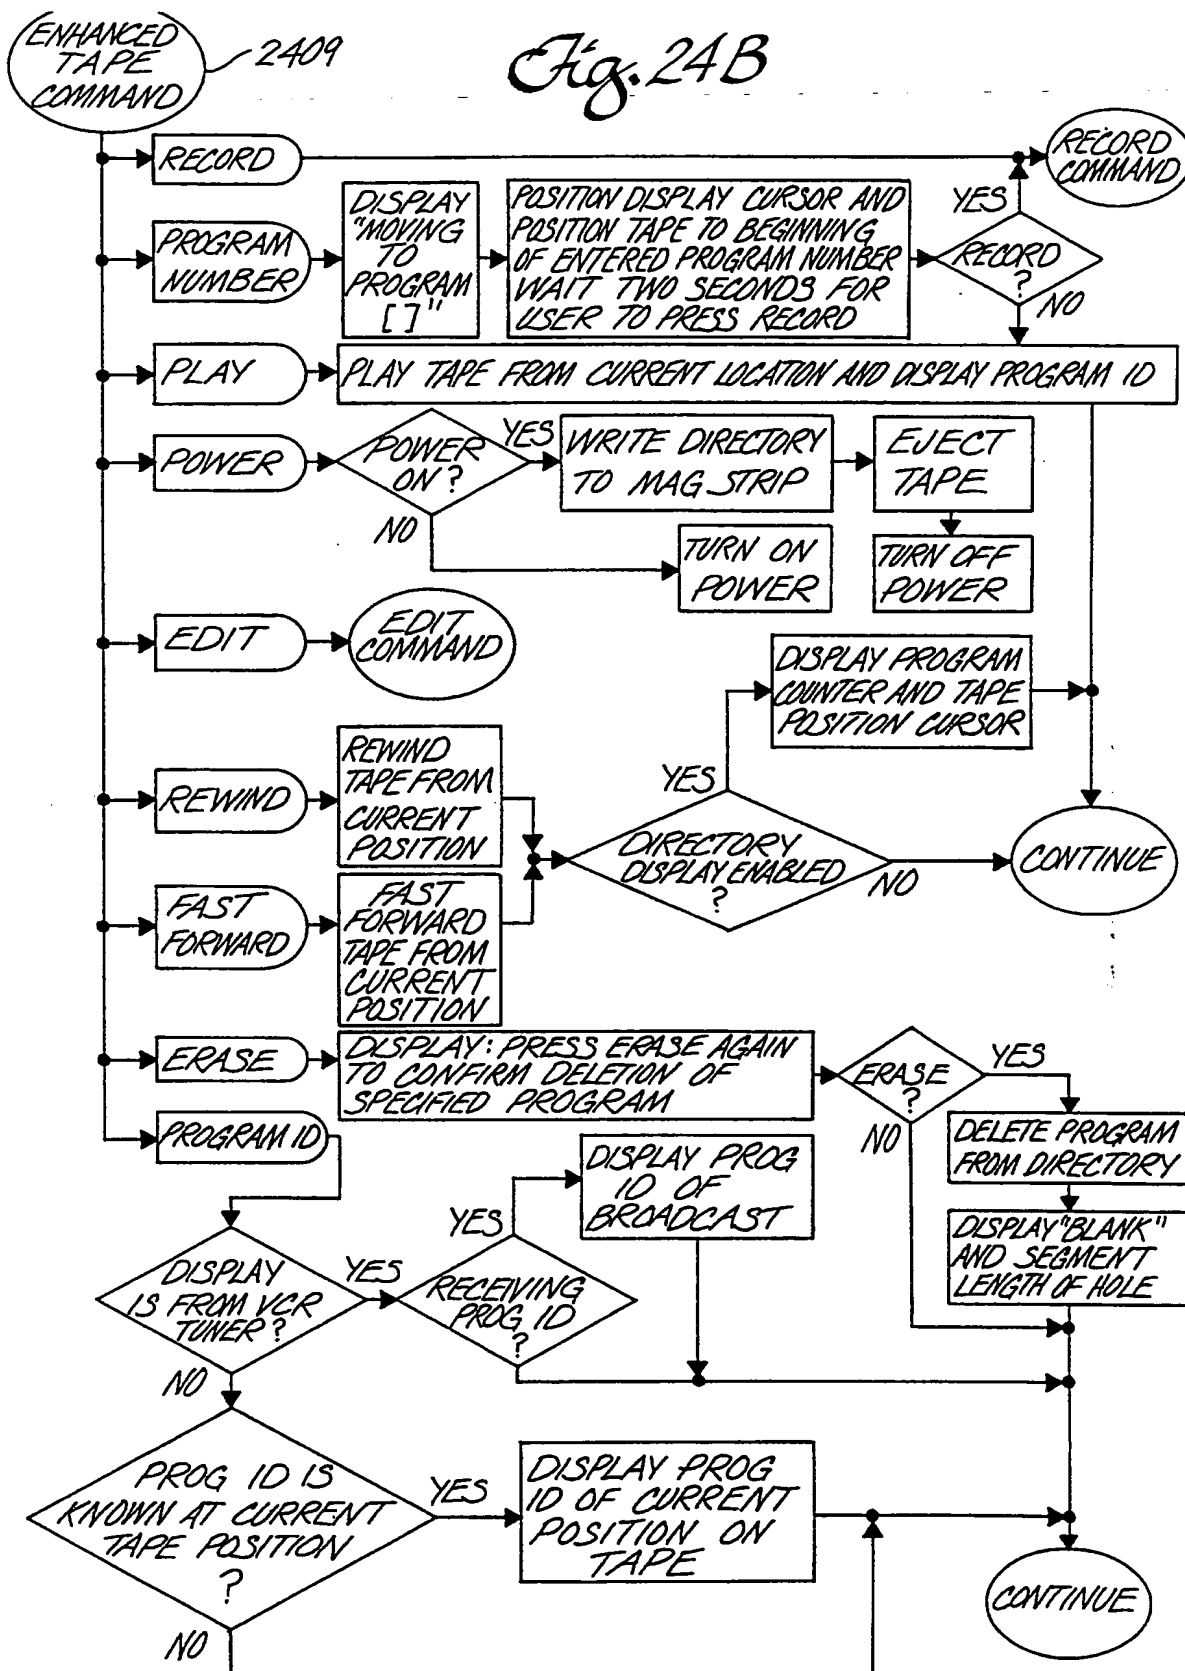 Fig. 24B
ENHANCED
TAPE
COMMAND
2409
RECORD
RECORD
COMMAND
PROGRAM
NUMBER
DISPLAY
"MOVING
TO
PROGRAM
[ ]"
POSITION DISPLAY CURSOR AND
POSITION TAPE TO BEGINNING
OF ENTERED PROGRAM NUMBER
WAIT TWO SECONDS FOR
USER TO PRESS RECORD
YES
RECORD
?
NO
PLAY
PLAY TAPE FROM CURRENT LOCATION AND DISPLAY PROGRAM ID
POWER
POWER
ON?
YES
NO
WRITE DIRECTORY
TO MAG STRIP
EJECT
TAPE
TURN ON
POWER
TURN OFF
POWER
EDIT
EDIT
COMMAND
DISPLAY PROGRAM
COUNTER AND TAPE
POSITION CURSOR
REWIND
REWIND
TAPE FROM
CURRENT
POSITION
YES
DIRECTORY
DISPLAY ENABLED
?
NO
CONTINUE
FAST
FORWARD
FAST
FORWARD
TAPE FROM
CURRENT
POSITION
ERASE
DISPLAY: PRESS ERASE AGAIN
TO CONFIRM DELETION OF
SPECIFIED PROGRAM
ERASE
?
YES
NO
DELETE PROGRAM
FROM DIRECTORY
DISPLAY "BLANK"
AND SEGMENT
LENGTH OF HOLE
PROGRAM ID
DISPLAY PROG
ID OF
BROADCAST
DISPLAY
IS FROM VCR
TUNER?
YES
NO
YES
RECEIVING
PROG ID
?
PROG ID IS
KNOWN AT CURRENT
TAPE POSITION
?
YES
NO
DISPLAY PROG
ID OF CURRENT
POSITION ON
TAPE
CONTINUE